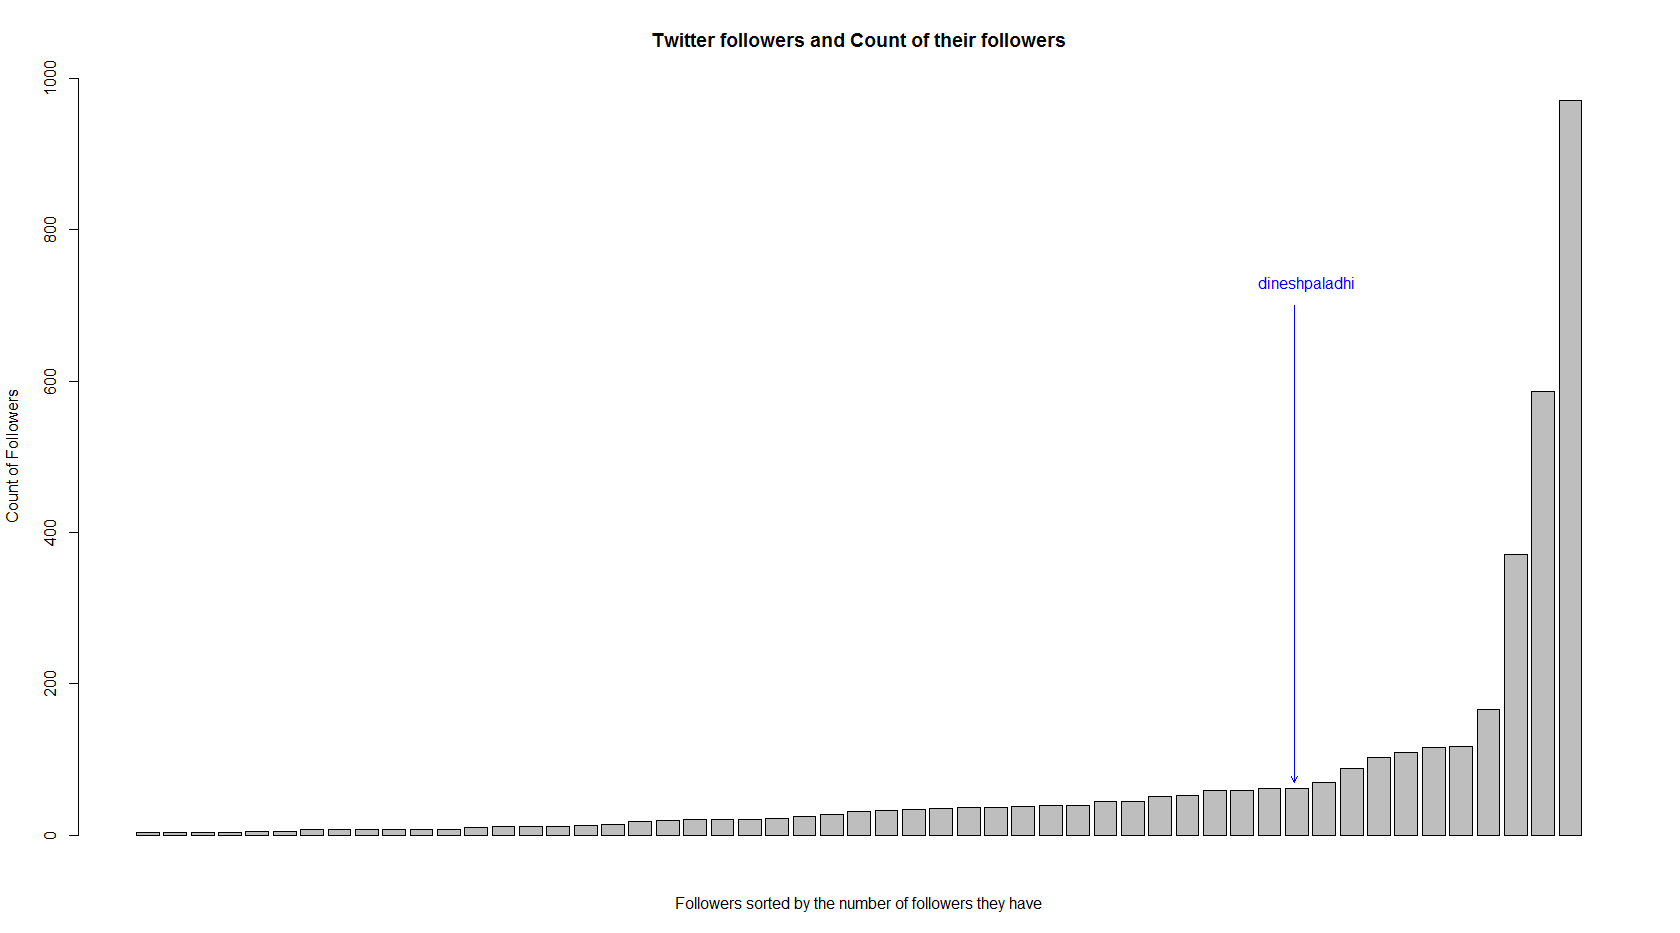 Twitter followers and Count of their followers
1000
800
600
400
200
0
Count of Followers
dineshpaladhi
Followers sorted by the number of followers they have